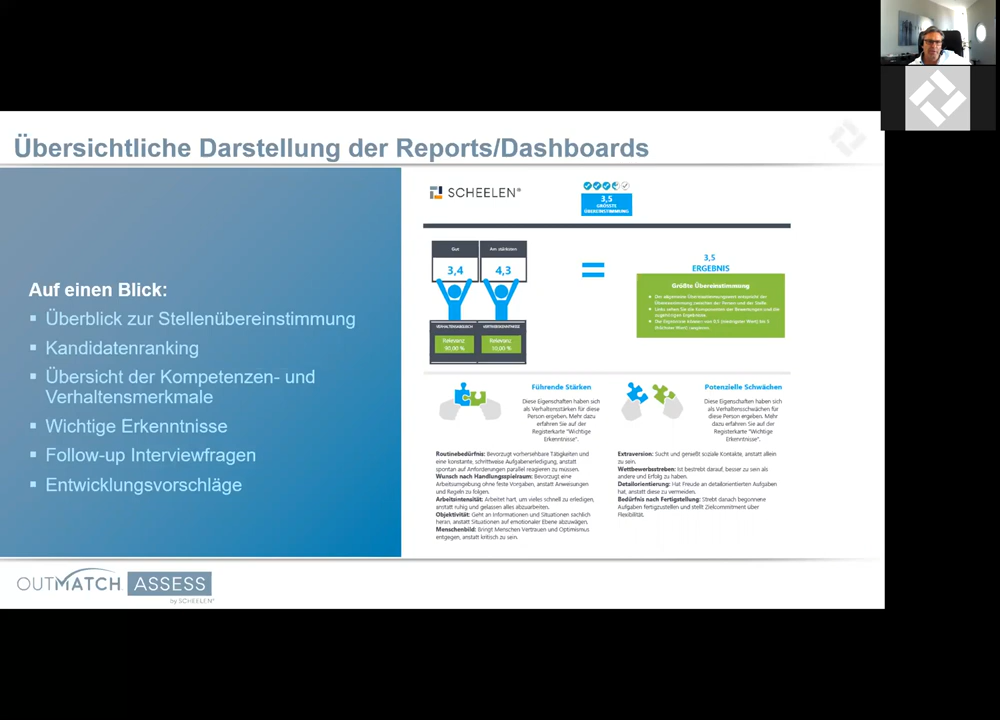 Übersichtliche Darstellung der Reports/Dashboards
Auf einen Blick:
▪ Überblick zur Stellenübereinstimmung
▪ Kandidatenranking
▪ Übersicht der Kompetenzen- und
Verhaltensmerkmale
▪ Wichtige Erkenntnisse
▪ Follow-up Interviewfragen
▪ Entwicklungsvorschläge
SCHEELEN®
3,5
GRÖSSTE
ÜBEREINSTIMMUNG
Gut
Am stärksten
3,4
4,3
Relevanz
Relevanz
=
3,5
ERGEBNIS
Größte Übereinstimmung
Führende Stärken
Diese Eigenschaften haben sich
als Verhaltensstärken für diese
Person ergeben. Mehr dazu
erfahren Sie auf der
Registerkarte "Wichtige
Erkenntnisse".
Potenzielle Schwächen
Diese Eigenschaften haben sich
als Verhaltensschwächen für
diese Person ergeben. Mehr
dazu erfahren Sie auf der
Registerkarte "Wichtige
Erkenntnisse".
Routinebedürfnis: Bevorzugt vorhersehbare Tätigkeiten und
eine konstante, schrittweise Aufgabenerledigung, anstatt
spontan auf Anforderungen parallel reagieren zu müssen.
Wunsch nach Handlungsspielraum: Bevorzugt eine
Arbeitsumgebung ohne feste Vorgaben, anstatt Anweisungen
und Regeln zu folgen.
Arbeitsintensität: Arbeitet hart, um vieles schnell zu erledigen,
anstatt ruhig und gelassen alles abzuarbeiten.
Objektivität: Geht an Informationen und Situationen sachlich
heran, anstatt Situationen auf emotionaler Ebene abzuwägen.
Menschenbild: Bringt Menschen Vertrauen und Optimismus
entgegen, anstatt kritisch zu sein.
Extraversion: Sucht und genießt soziale Kontakte, anstatt allein
zu sein.
Wettbewerbsstreben: Ist bestrebt darauf, besser zu sein als
andere und Erfolg zu haben.
Detailorientierung: Hat Freude an detailorientierten Aufgaben
hat, anstatt diese zu vermeiden.
Bedürfnis nach Fertigstellung: Strebt danach begonnene
Aufgaben fertigzustellen und stellt Zielcommitment über
Flexibilität.
OUTMATCH ASSESS
by SCHEELEN®